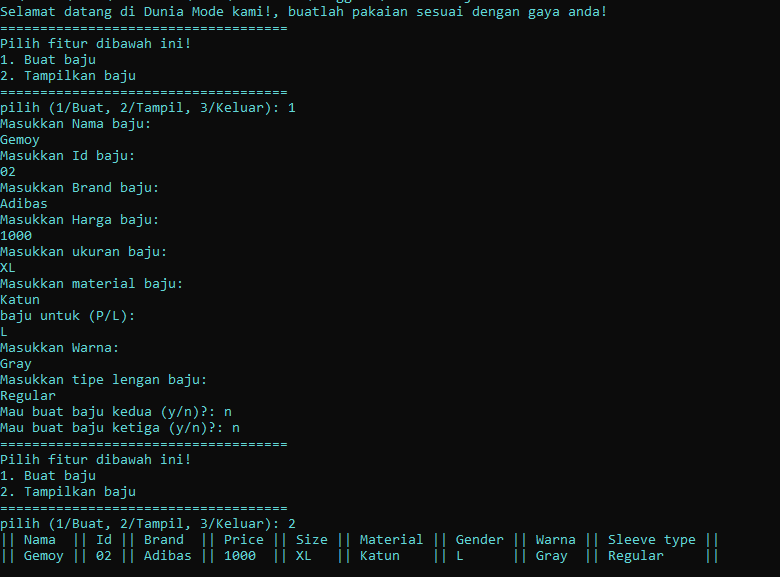 Selamat datang di Dunia Mode kami!, buatlah pakaian sesuai dengan gaya anda!
====================================
Pilih fitur dibawah ini!
1. Buat baju
2. Tampilkan baju
====================================
pilih (1/Buat, 2/Tampil, 3/Keluar): 1
Masukkan Nama baju:
Gemoy
Masukkan Id baju:
02
Masukkan Brand baju:
Adibas
Masukkan Harga baju:
1000
Masukkan ukuran baju:
XL
Masukkan material baju:
Katun
baju untuk (P/L):
L
Masukkan Warna:
Gray
Masukkan tipe lengan baju:
Regular
Mau buat baju kedua (y/n)?: n
Mau buat baju ketiga (y/n)?: n
====================================
Pilih fitur dibawah ini!
1. Buat baju
2. Tampilkan baju
====================================
pilih (1/Buat, 2/Tampil, 3/Keluar): 2
|| Nama  || Id || Brand  || Price || Size || Material || Gender || Warna || Sleeve type ||
|| Gemoy || 02 || Adibas || 1000  || XL   || Katun    || L      || Gray  || Regular     ||